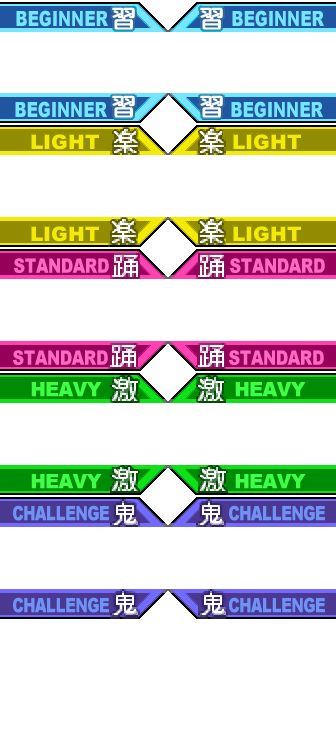 BEGINNER 習 習 BEGINNER
BEGINNER 習 習 BEGINNER
LIGHT 楽 楽 LIGHT
LIGHT 楽 楽 LIGHT
STANDARD 踊 踊 STANDARD
STANDARD 踊 踊 STANDARD
HEAVY 激 激 HEAVY
HEAVY 激 激 HEAVY
CHALLENGE 鬼 鬼 CHALLENGE
CHALLENGE 鬼 鬼 CHALLENGE